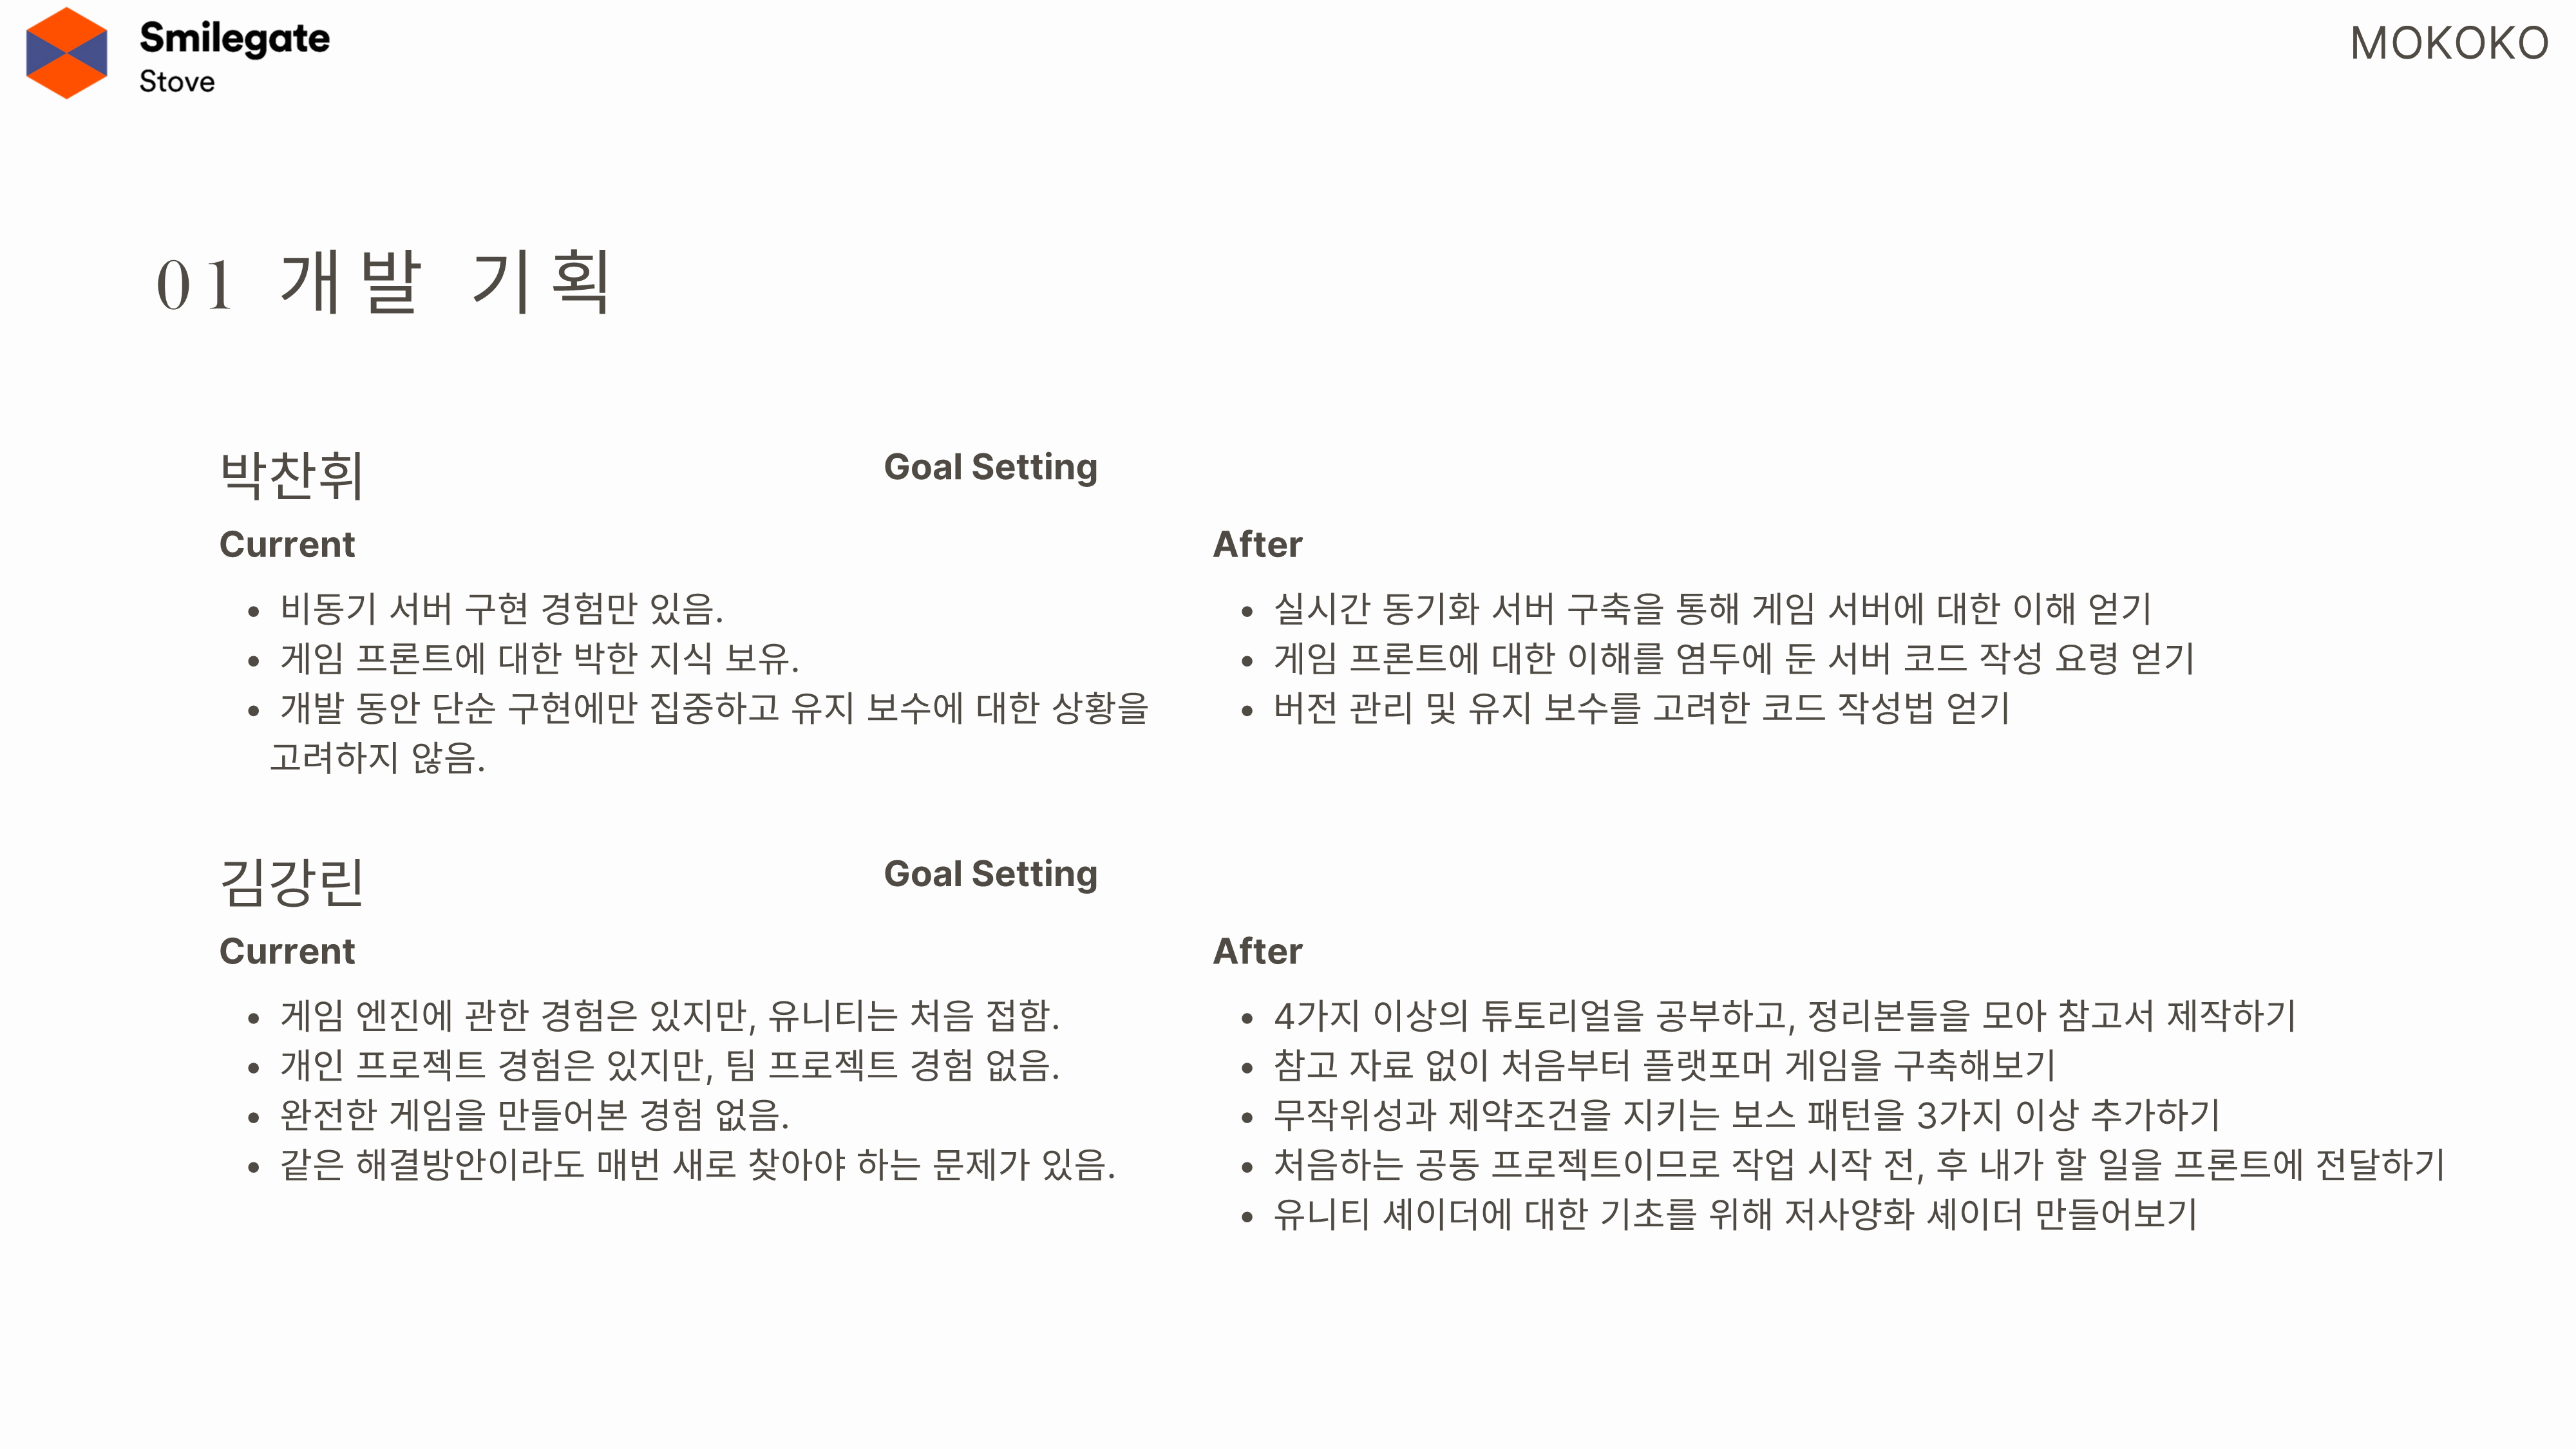 Smilegate
Stove
MOKOKO
01 개발 기획
박찬휘
Goal Setting
Current
• 비동기 서버 구현 경험만 있음.
• 게임 프론트에 대한 박한 지식 보유.
• 개발 동안 단순 구현에만 집중하고 유지 보수에 대한 상황을
고려하지 않음.
After
• 실시간 동기화 서버 구축을 통해 게임 서버에 대한 이해 얻기
• 게임 프론트에 대한 이해를 염두에 둔 서버 코드 작성 요령 얻기
• 버전 관리 및 유지 보수를 고려한 코드 작성법 얻기
김강린
Goal Setting
Current
• 게임 엔진에 관한 경험은 있지만, 유니티는 처음 접함.
• 개인 프로젝트 경험은 있지만, 팀 프로젝트 경험 없음.
• 완전한 게임을 만들어본 경험 없음.
• 같은 해결방안이라도 매번 새로 찾아야 하는 문제가 있음.
After
• 4가지 이상의 튜토리얼을 공부하고, 정리본들을 모아 참고서 제작하기
• 참고 자료 없이 처음부터 플랫포머 게임을 구축해보기
• 무작위성과 제약조건을 지키는 보스 패턴을 3가지 이상 추가하기
• 처음하는 공동 프로젝트이므로 작업 시작 전, 후 내가 할 일을 프론트에 전달하기
• 유니티 셰이더에 대한 기초를 위해 저사양화 셰이더 만들어보기